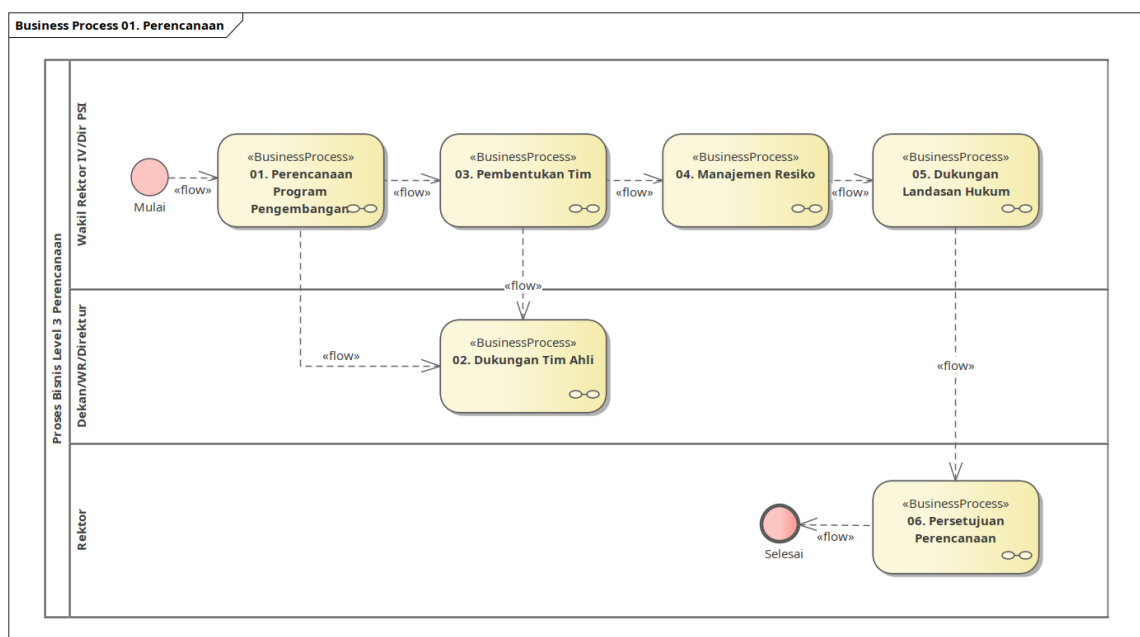 Business Process 01. Perencanaan
Proses Bisnis Level 3 Perencanaan
Wakil Rektor IV/Dir PSI
Mulai
«flow»
«BusinessProcess»
01. Perencanaan
Program
Pengembangan
«flow»
«BusinessProcess»
03. Pembentukan Tim
«flow»
«BusinessProcess»
04. Manajemen Resiko
«flow»
«BusinessProcess»
05. Dukungan
Landasan Hukum
«flow»
Dekan/WR/Direktur
«flow»
«BusinessProcess»
02. Dukungan Tim Ahli
«flow»
Rektor
Selesai
«flow»
«BusinessProcess»
06. Persetujuan
Perencanaan